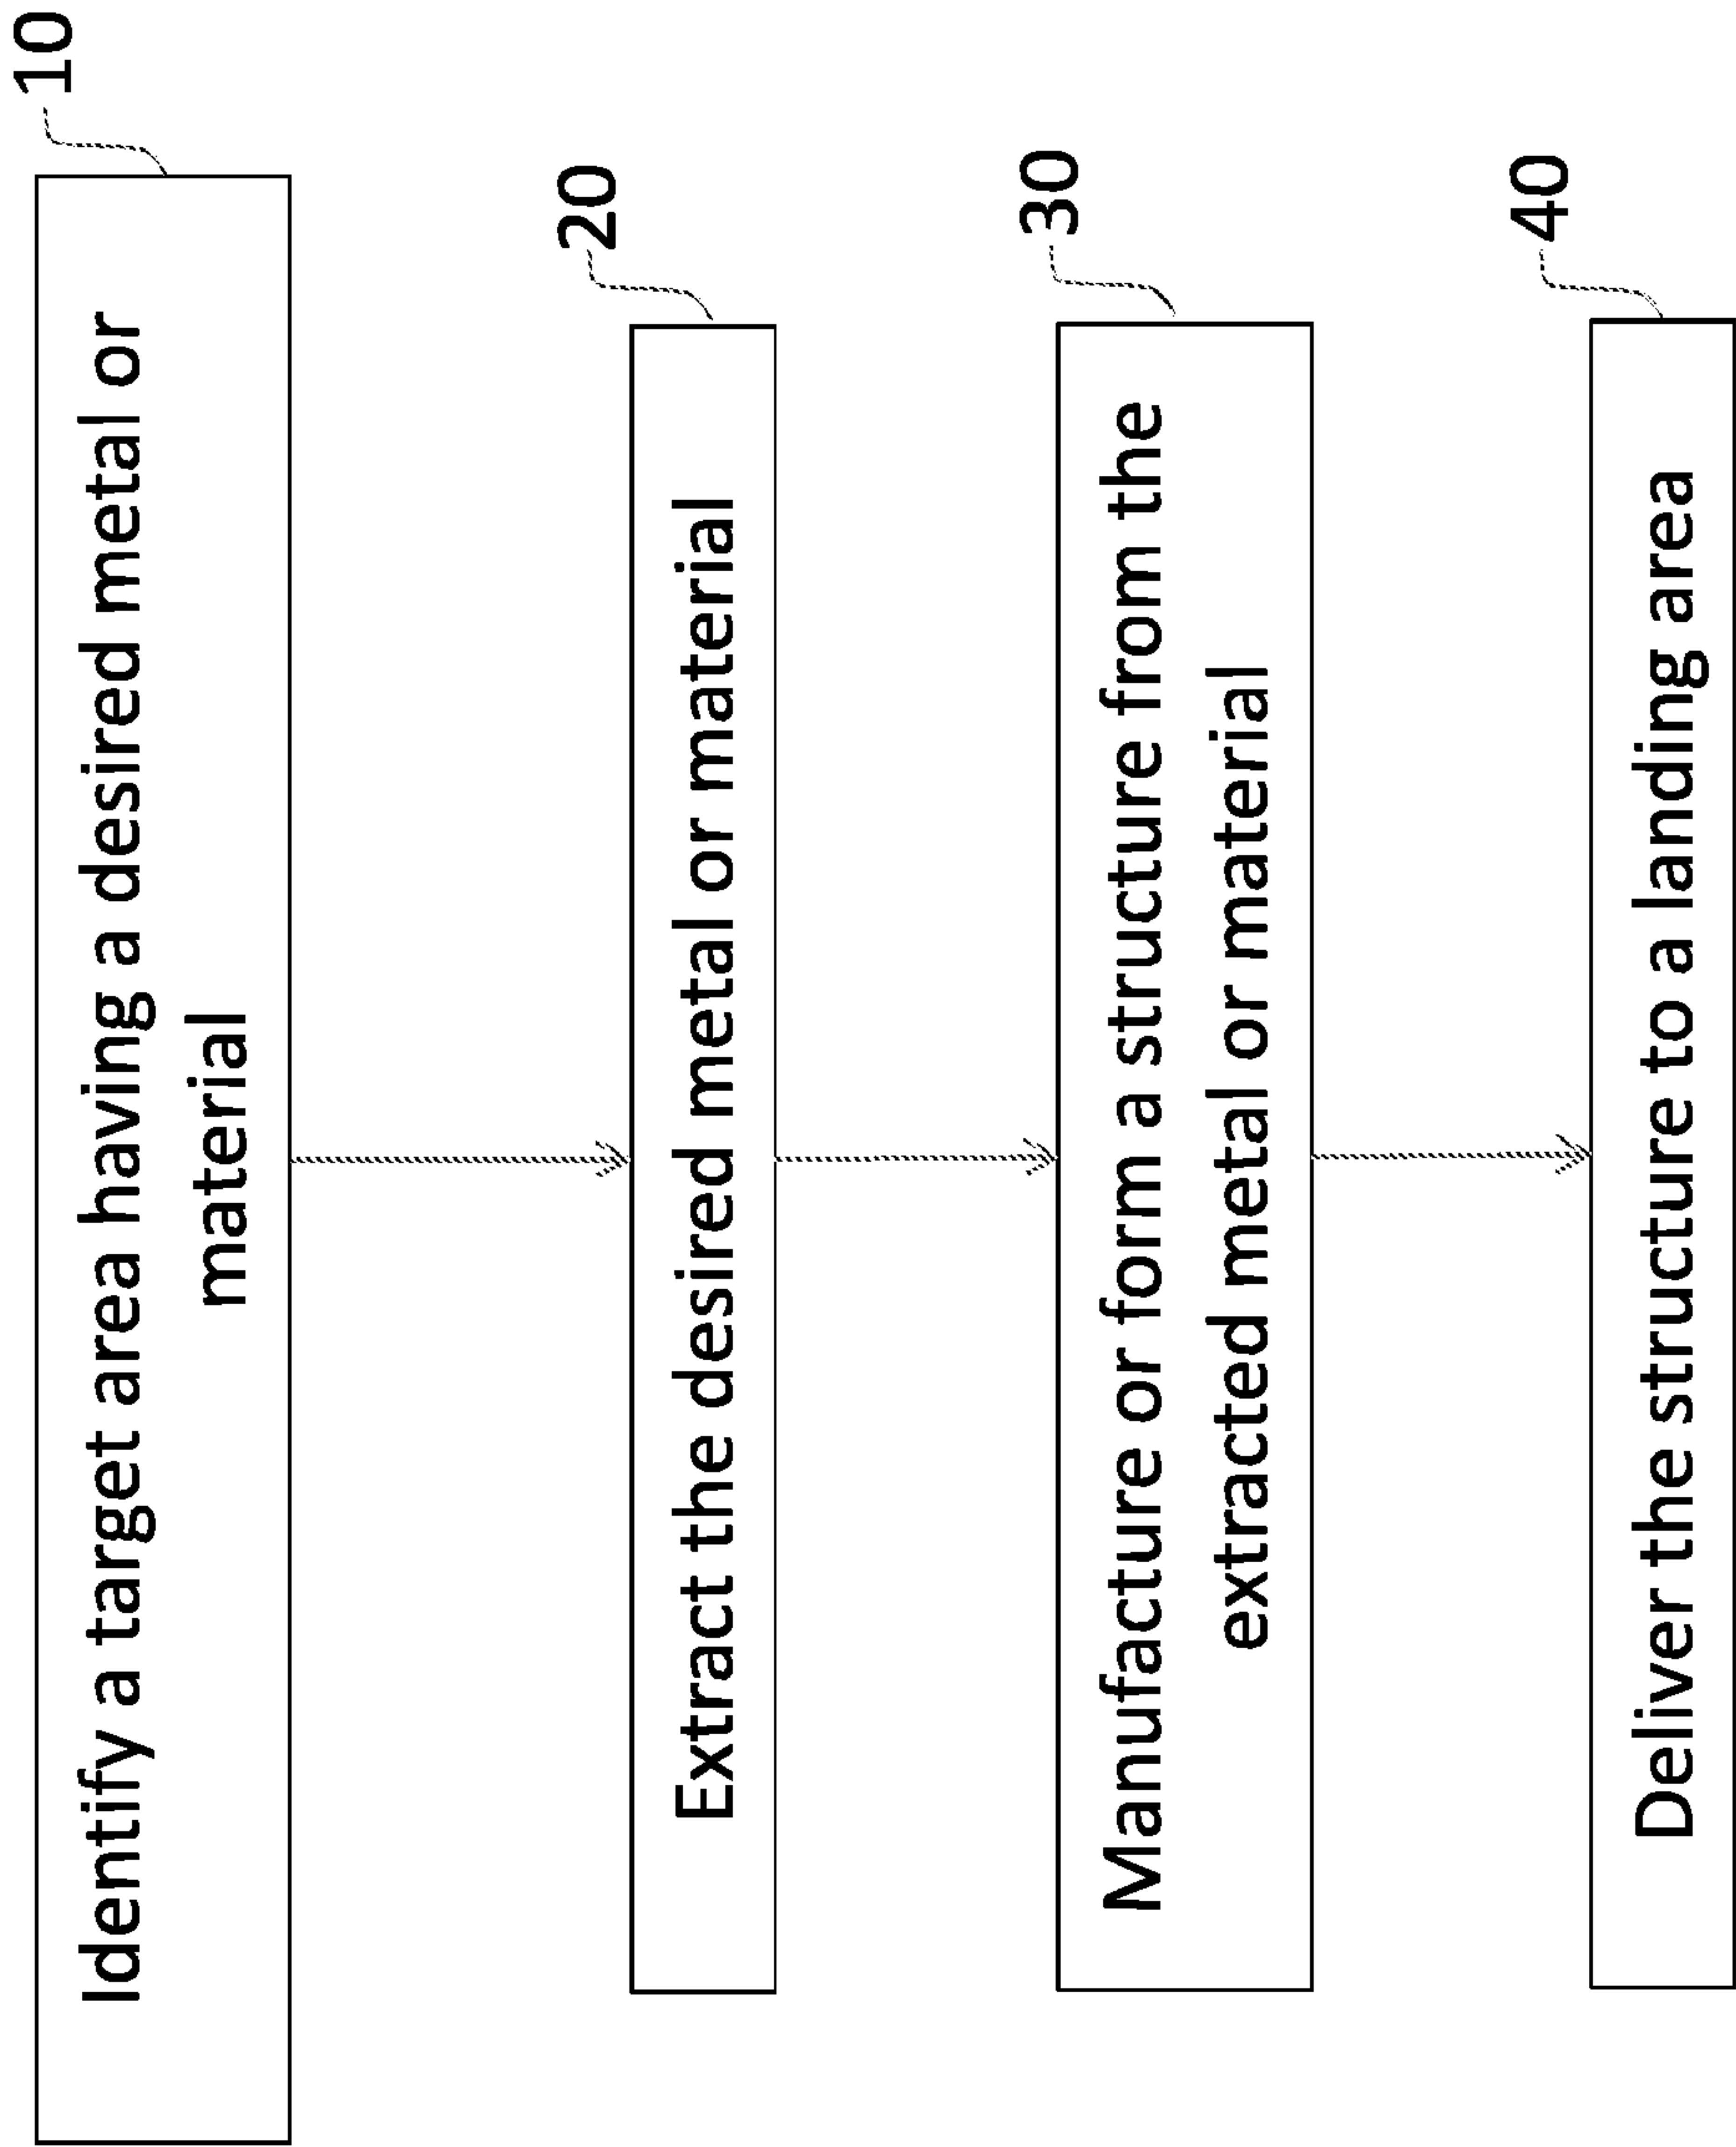 10
Identify a target area having a desired metal or
material
20
Extract the desired metal or material
30
Manufacture or form a structure from the
extracted metal or material
40
Deliver the structure to a landing area